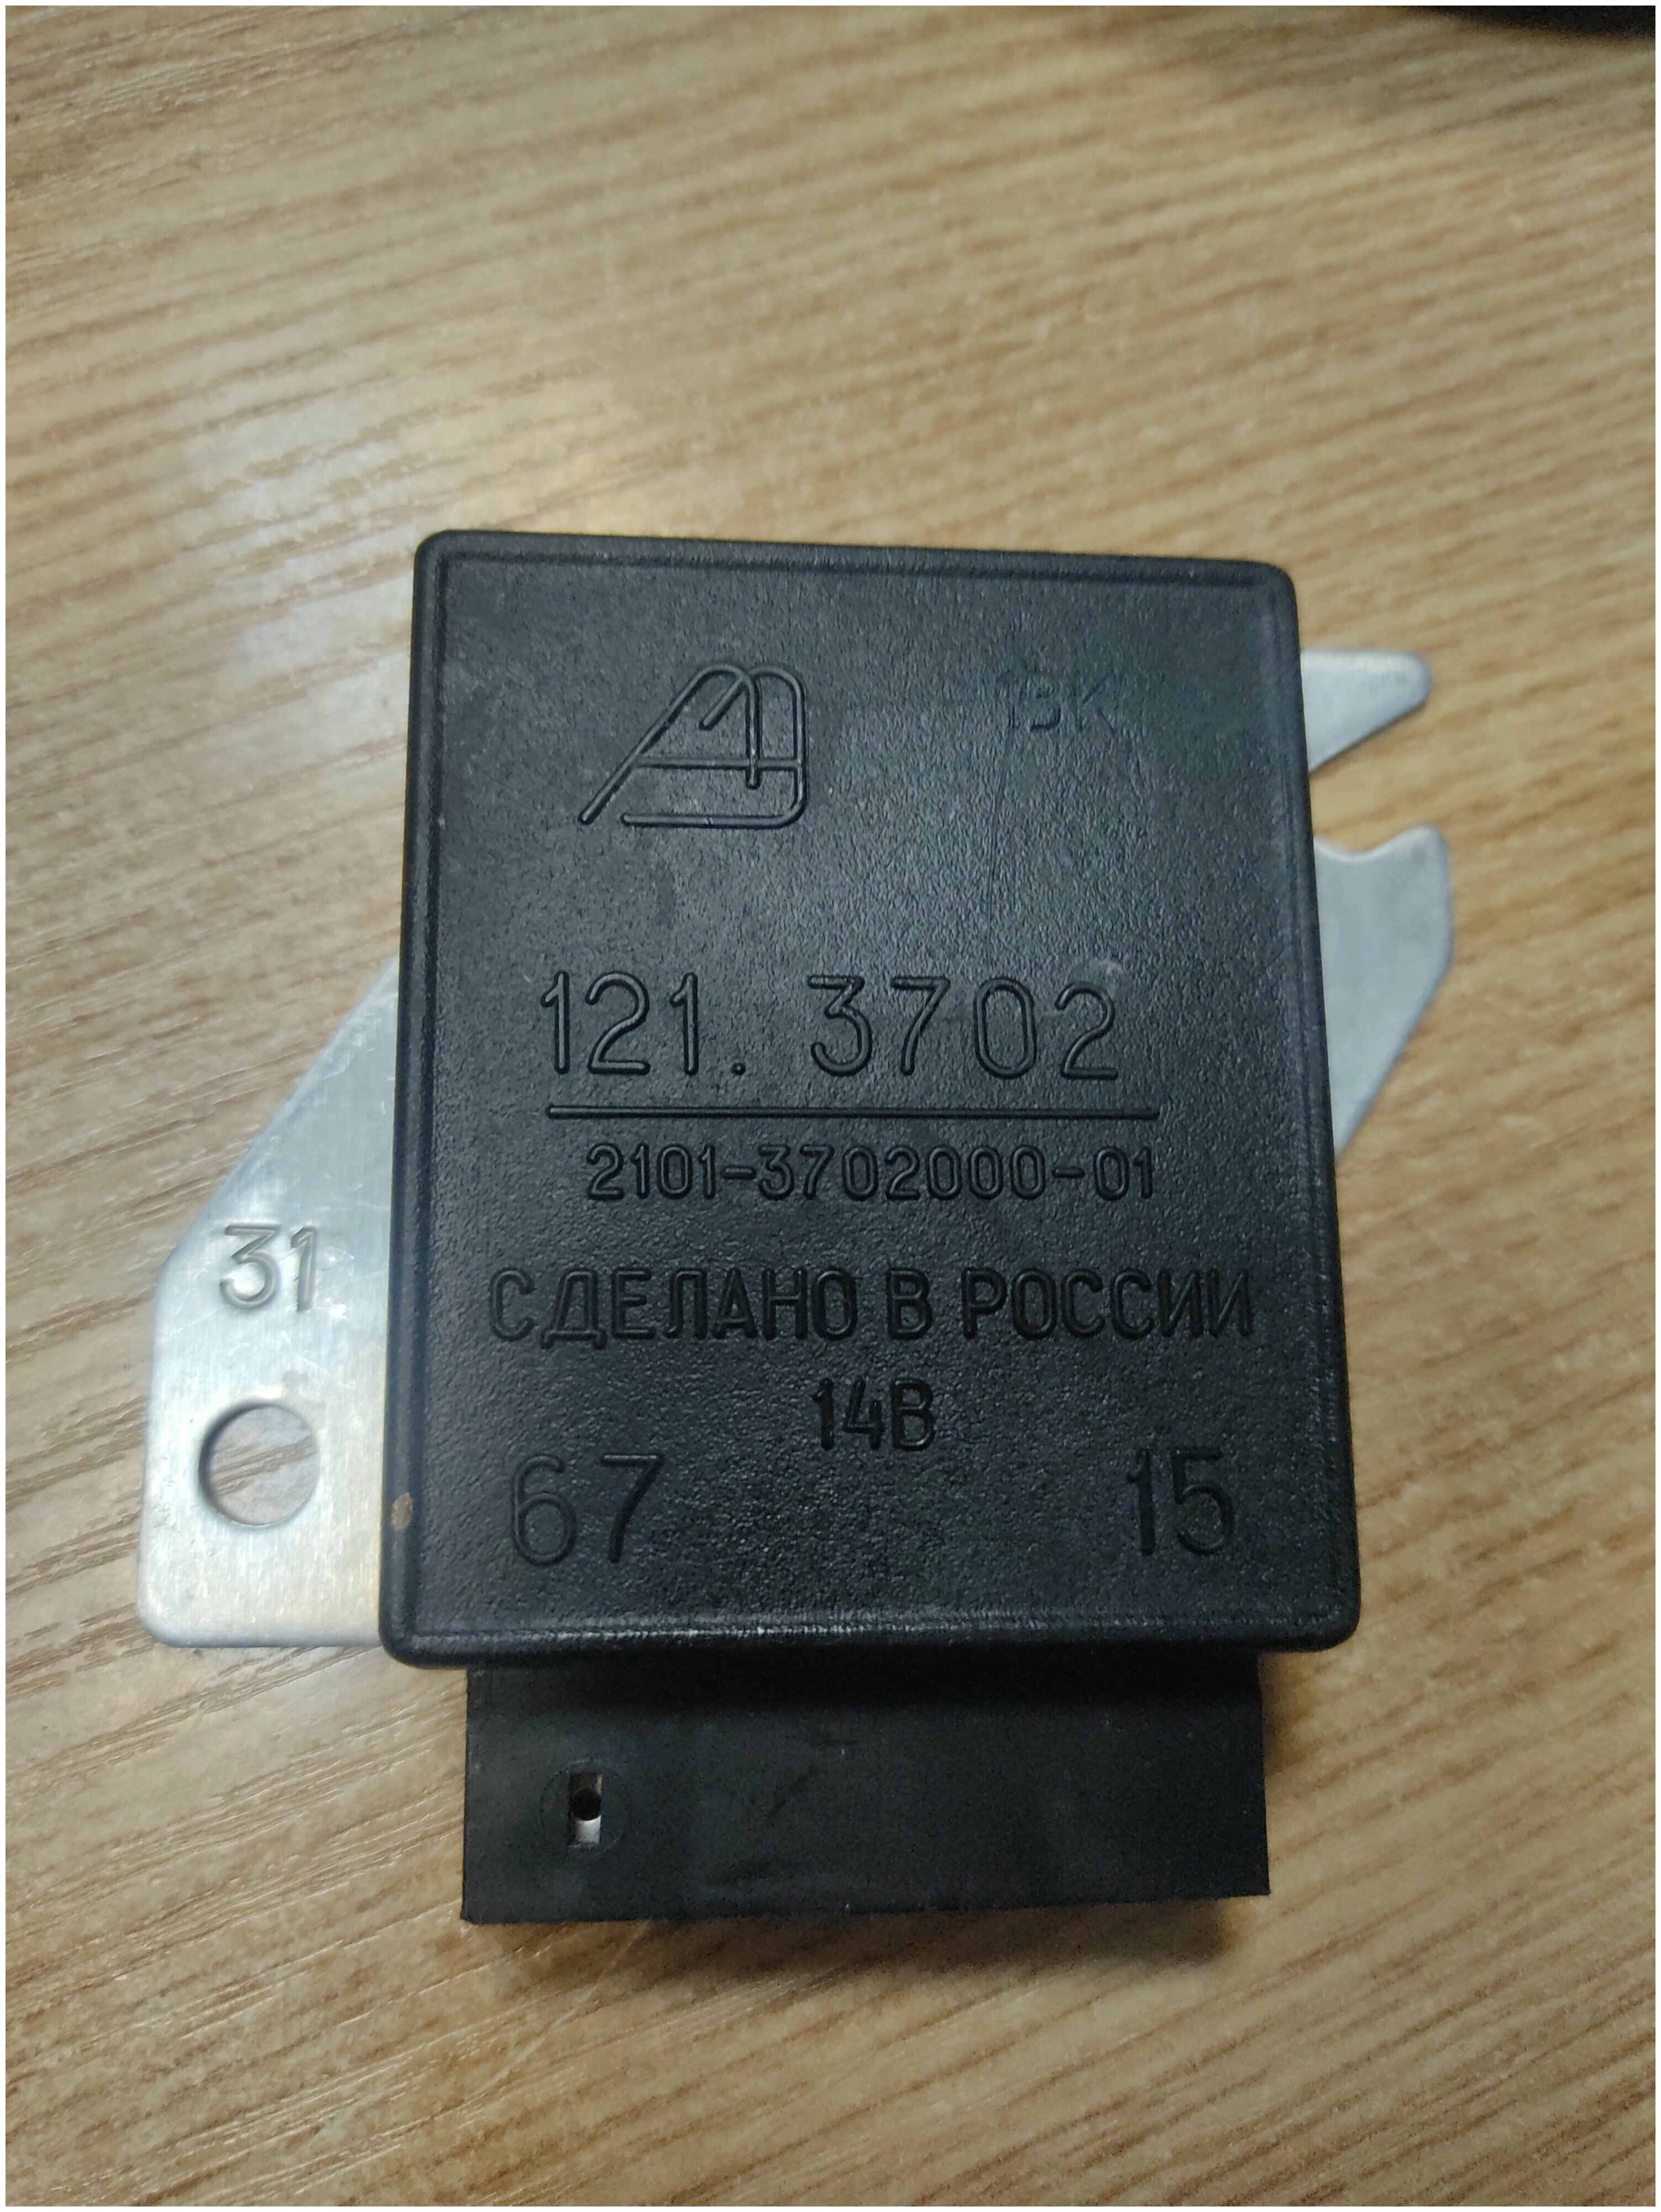 121.3702
2101-3702000-01
31
СДЕЛАНО В РОССИИ
14В
67 15